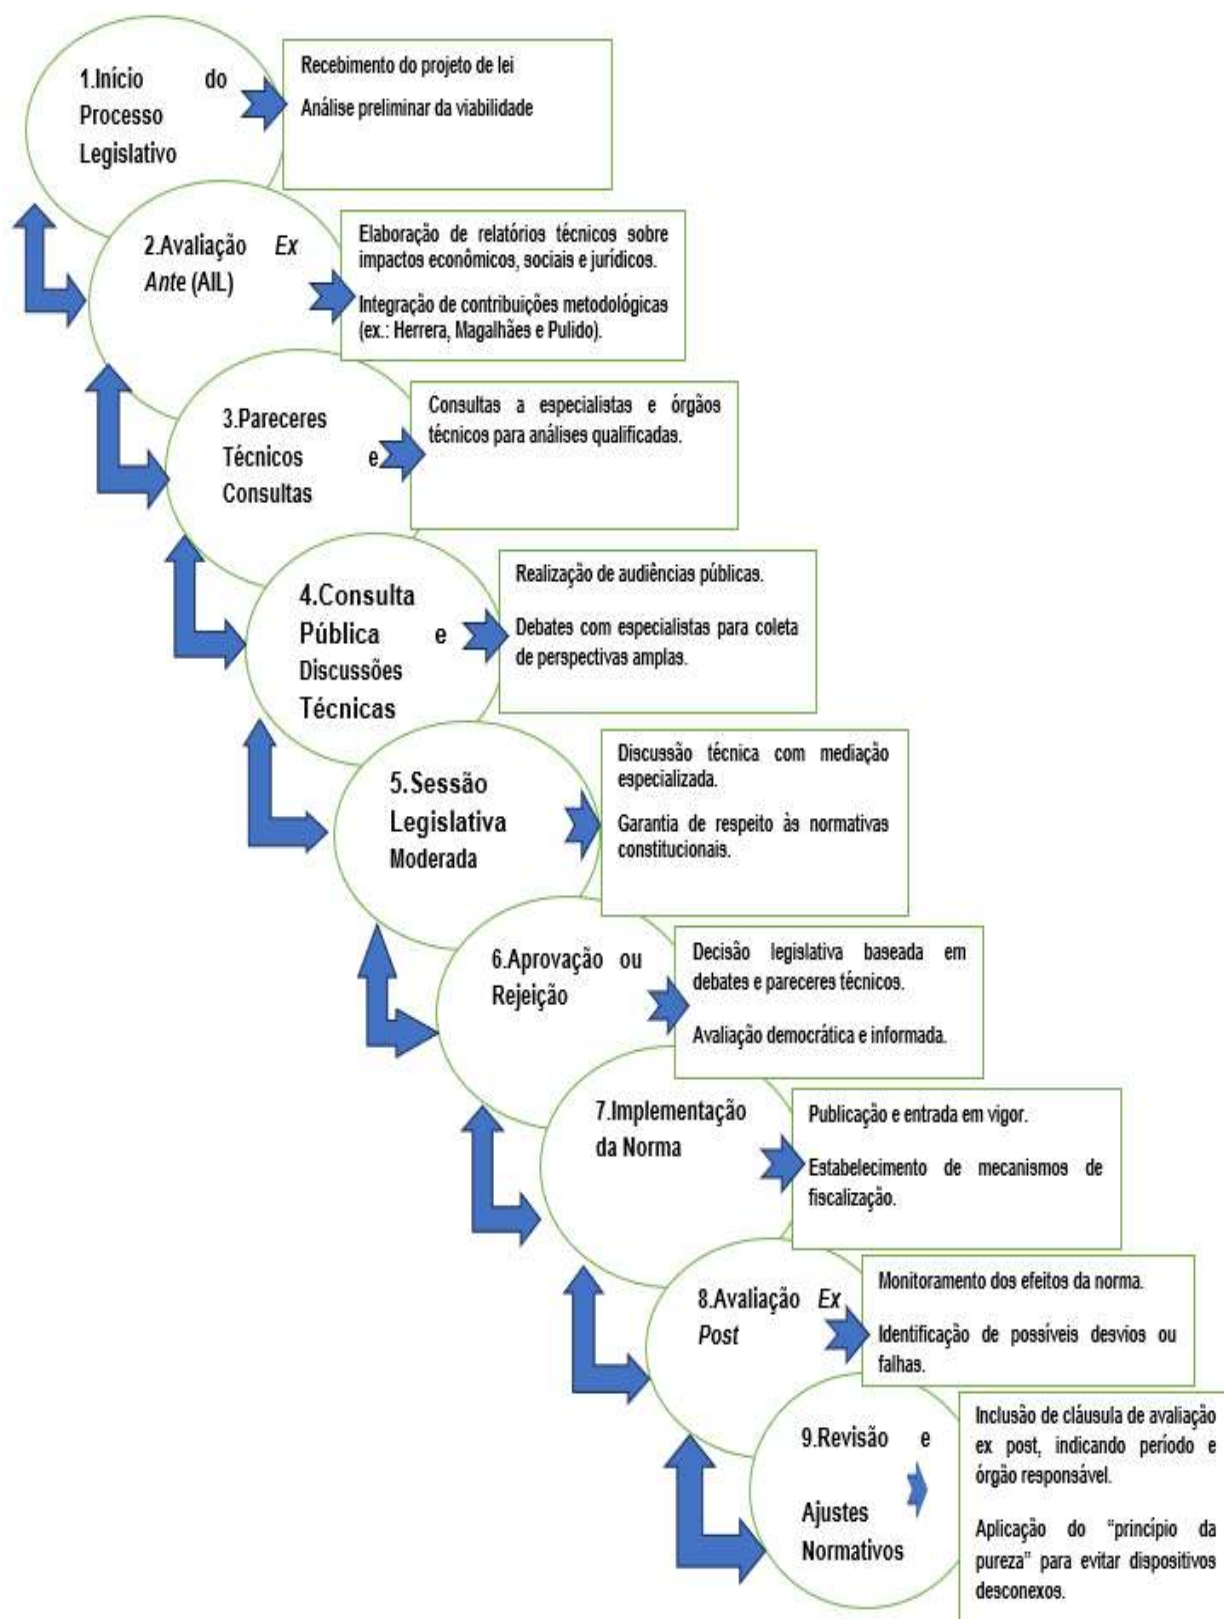 1.Início do
Processo
Legislativo
Recebimento do projeto de lei
Análise preliminar da viabilidade
2.Avaliação Ex
Ante (AIL)
Elaboração de relatórios técnicos sobre
impactos econômicos, sociais e jurídicos.
Integração de contribuições metodológicas
(ex.: Herrera, Magalhães e Pulido).
3.Pareceres
Técnicos e
Consultas
Consultas a especialistas e órgãos
técnicos para análises qualificadas.
4.Consulta
Pública e
Discussões
Técnicas
Realização de audiências públicas.
Debates com especialistas para coleta
de perspectivas amplas.
5.Sessão
Legislativa
Moderada
Discussão técnica com mediação
especializada.
Garantia de respeito às normativas
constitucionais.
6.Aprovação ou
Rejeição
Decisão legislativa baseada em
debates e pareceres técnicos.
Avaliação democrática e informada.
7.Implementação
da Norma
Publicação e entrada em vigor.
Estabelecimento de mecanismos de
fiscalização.
8.Avaliação Ex
Post
Monitoramento dos efeitos da norma.
Identificação de possíveis desvios ou
falhas.
9.Revisão e
Ajustes
Normativos
Inclusão de cláusula de avaliação
ex post, indicando período e
órgão responsável.
Aplicação do “princípio da
pureza” para evitar dispositivos
desconexos.